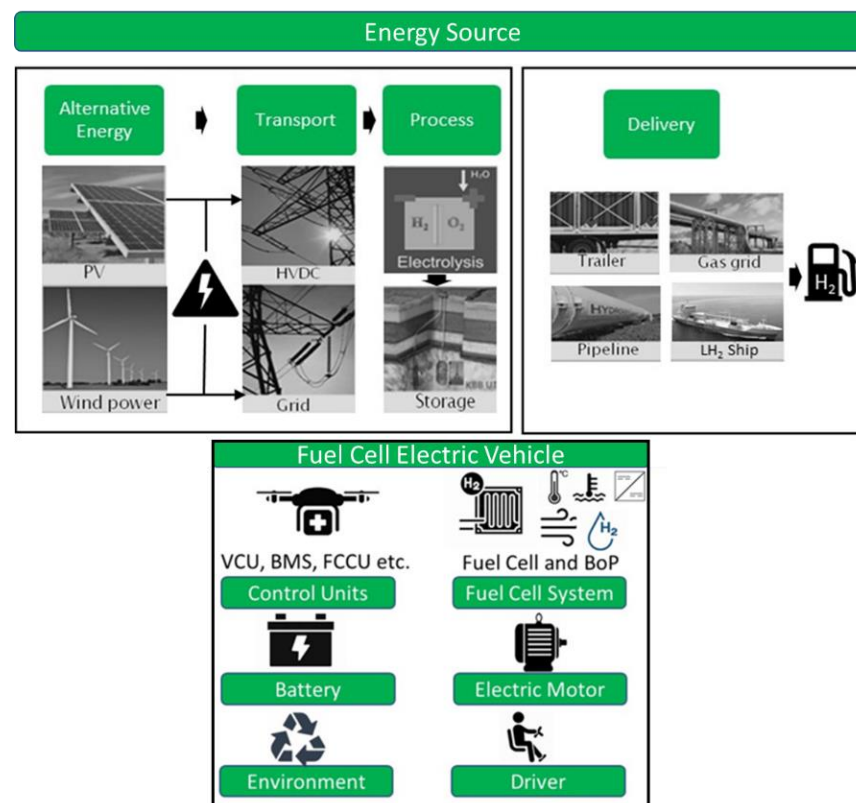 Energy Source
Alternative
Energy
Transport
Process
Delivery
PV
HVDC
H₂O
H₂
O₂
Electrolysis
Trailer
Gas grid
H₂
Wind power
Grid
Storage
Pipeline
LH₂ Ship
Fuel Cell Electric Vehicle
H₂
°C
H₂
VCU, BMS, FCCU etc.
Fuel Cell and BoP
Control Units
Fuel Cell System
Battery
Electric Motor
Environment
Driver